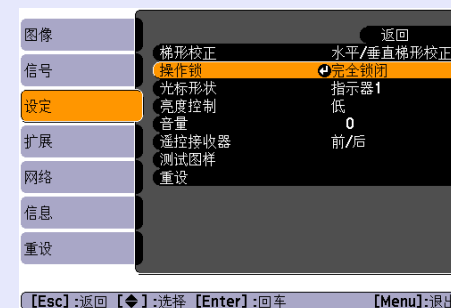 图像
信号
设定
扩展
网络
信息
重设
返回
梯形校正 水平/垂直梯形校正
操作锁 完全锁闭
光标形状 指示器1
亮度控制 低
音量 0
遥控接收器 前/后
测试图样
重设
[Esc] :返回 [◆] :选择 [Enter] :回车 [Menu]:退出